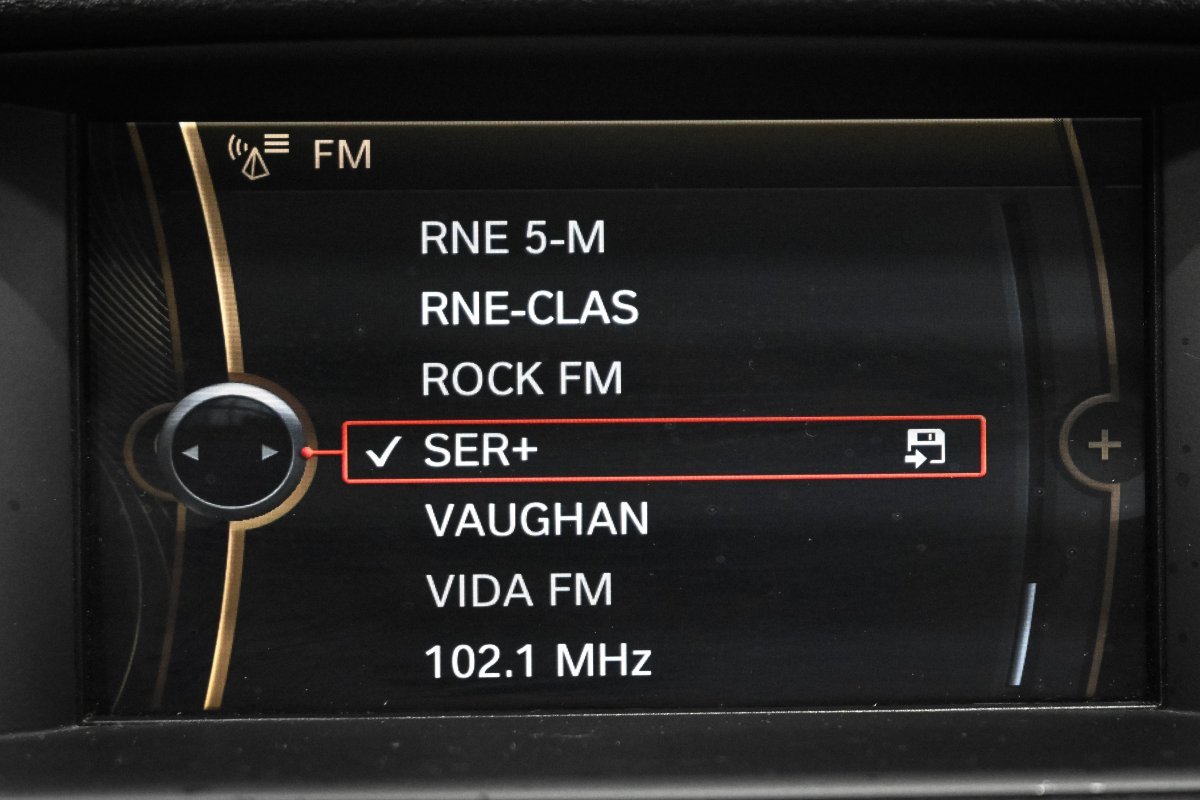 FM
RNE 5-M
RNE-CLAS
ROCK FM
SER+
VAUGHAN
VIDA FM
102.1 MHz